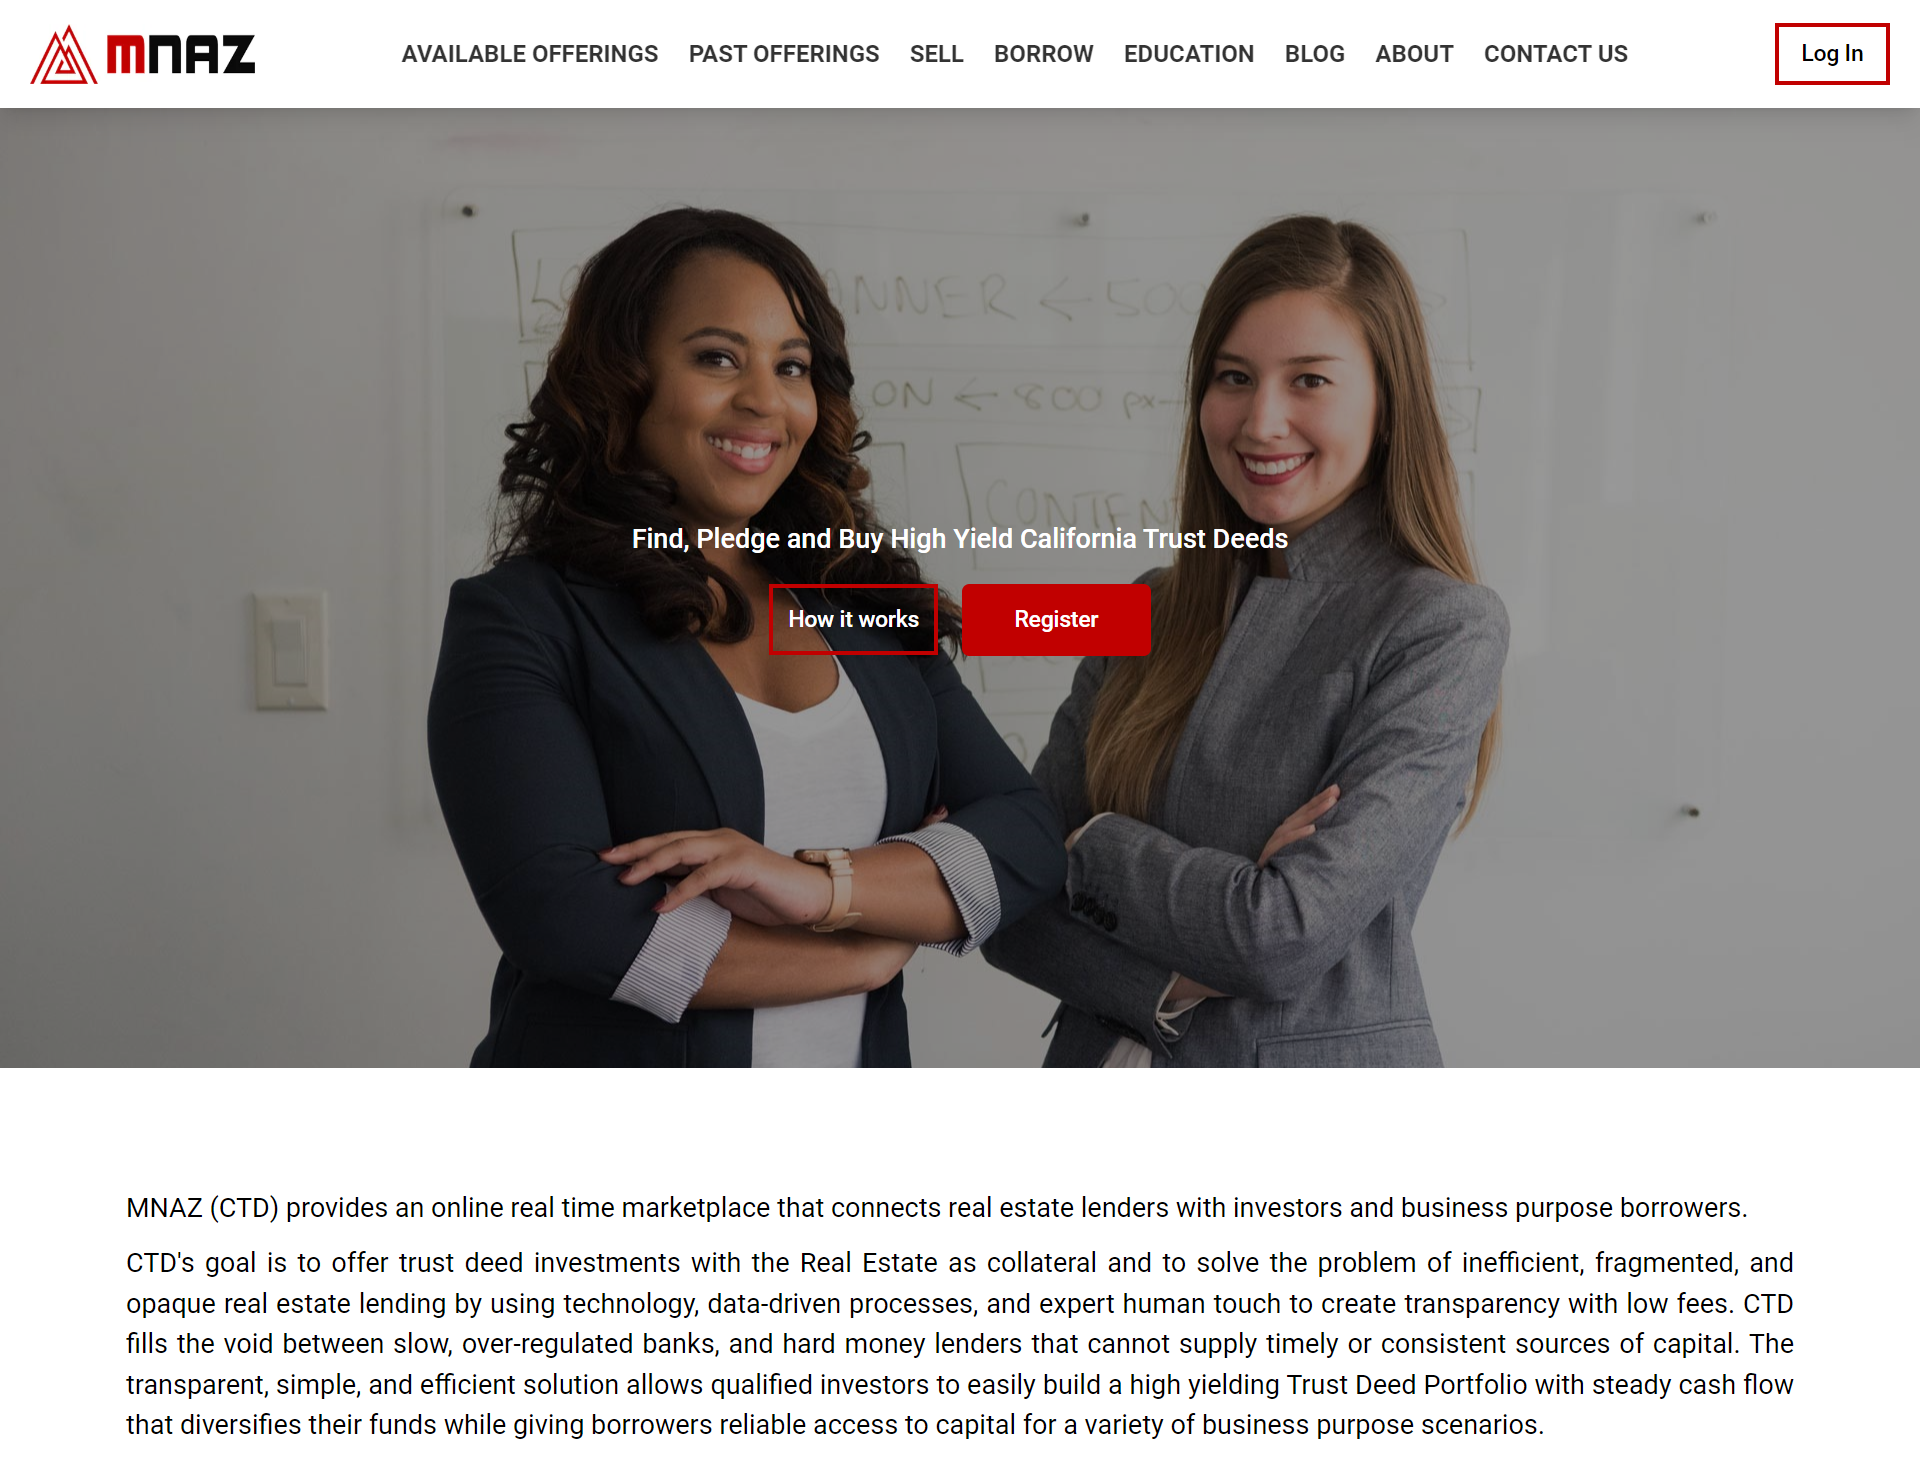 MNAZ
AVAILABLE OFFERINGS PAST OFFERINGS SELL BORROW EDUCATION BLOG ABOUT CONTACT US
Log In
ANNER ← 500
ON ← 800 px
CONTENT
Find, Pledge and Buy High Yield California Trust Deeds
How it works Register
MNAZ (CTD) provides an online real time marketplace that connects real estate lenders with investors and business purpose borrowers.
CTD's goal is to offer trust deed investments with the Real Estate as collateral and to solve the problem of inefficient, fragmented, and
opaque real estate lending by using technology, data-driven processes, and expert human touch to create transparency with low fees. CTD
fills the void between slow, over-regulated banks, and hard money lenders that cannot supply timely or consistent sources of capital. The
transparent, simple, and efficient solution allows qualified investors to easily build a high yielding Trust Deed Portfolio with steady cash flow
that diversifies their funds while giving borrowers reliable access to capital for a variety of business purpose scenarios.